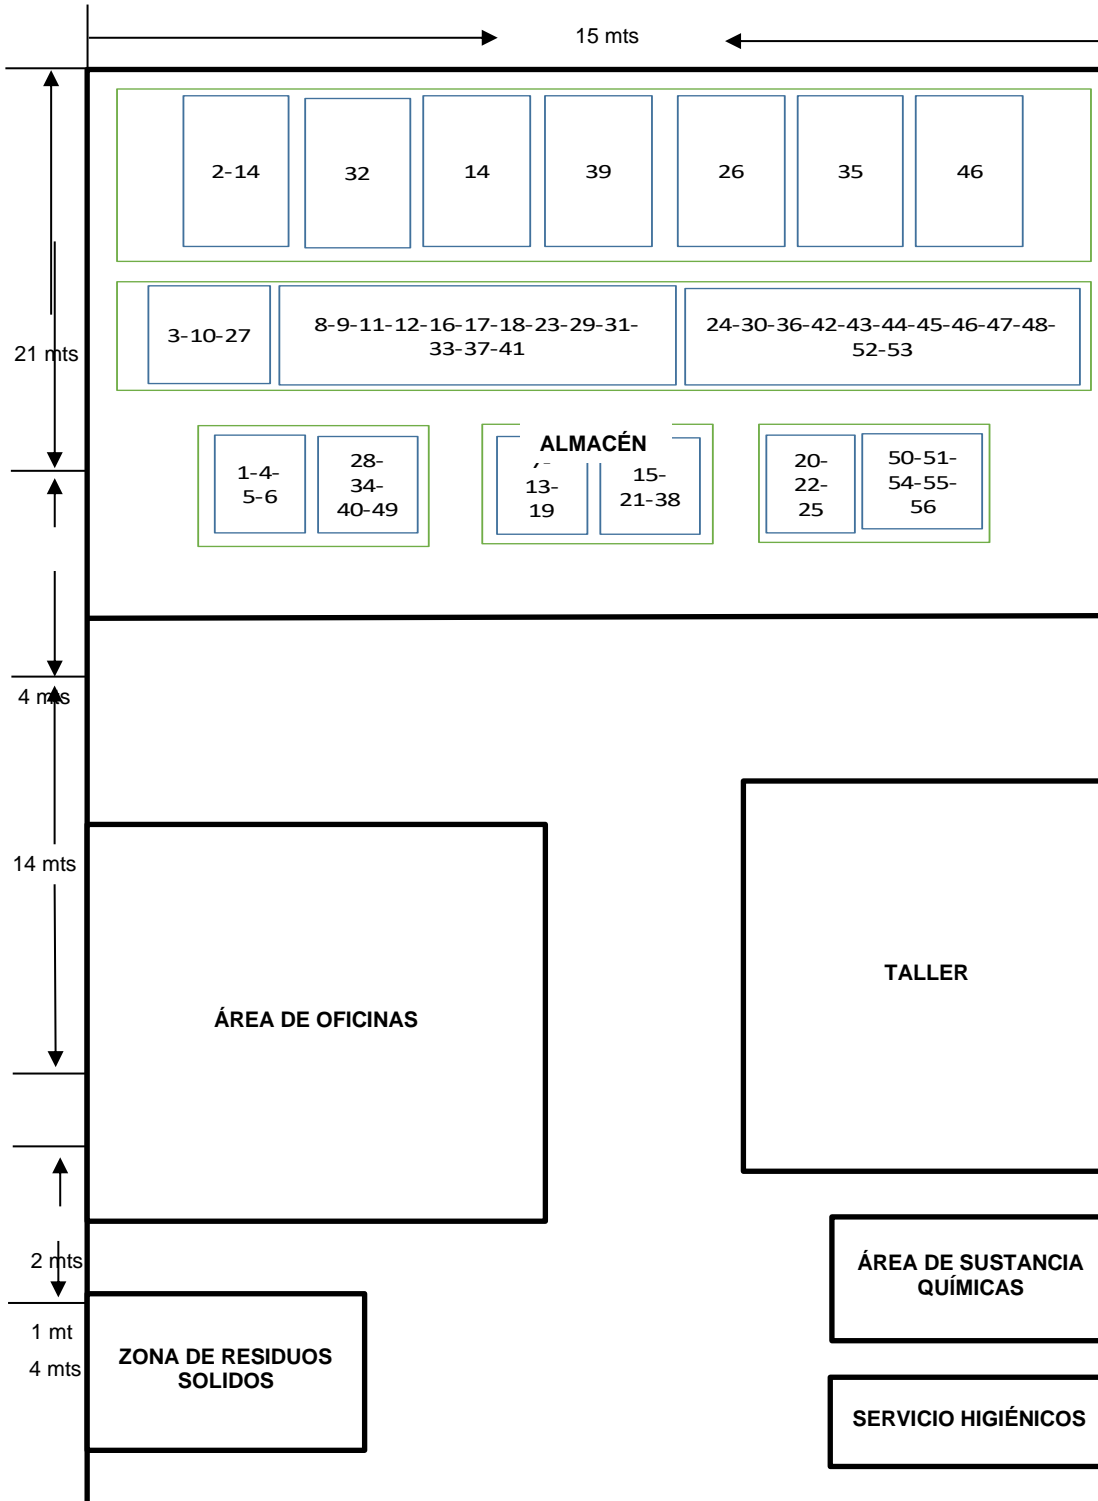 15 mts
2-14
32
14
39
26
35
46
3-10-27
8-9-11-12-16-17-18-23-29-31-
33-37-41
24-30-36-42-43-44-45-46-47-48-
52-53
21 mts
ALMACÉN
1-4-
5-6
28-
34-
40-49
13-
19
15-
21-38
20-
22-
25
50-51-
54-55-
56
4 mts
14 mts
TALLER
ÁREA DE OFICINAS
2 mts
ÁREA DE SUSTANCIA
QUÍMICAS
1 mt
4 mts
ZONA DE RESIDUOS
SOLIDOS
SERVICIO HIGIÉNICOS